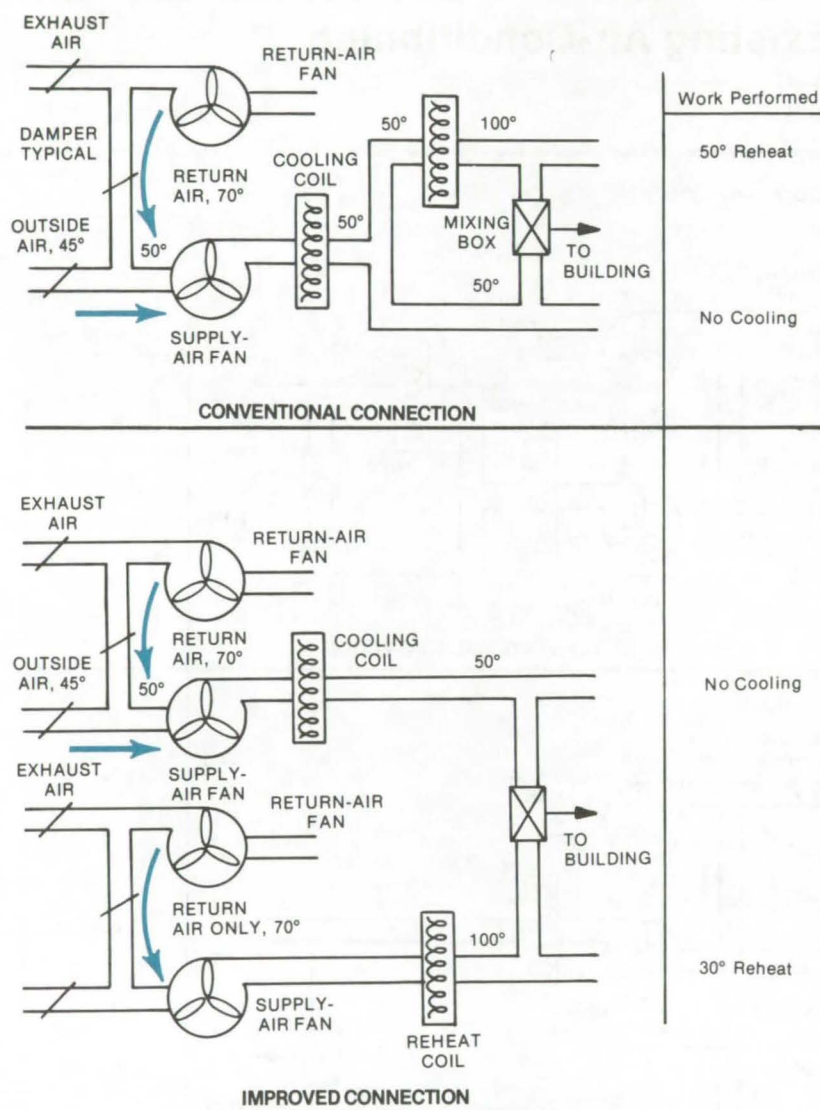 EXHAUST
AIR
RETURN-AIR
FAN
Work Performed
DAMPER
TYPICAL
RETURN
AIR, 70°
COOLING
COIL
50°
100°
50° Reheat
OUTSIDE
AIR, 45°
50°
50°
MIXING
BOX
TO
BUILDING
50°
SUPPLY-
AIR FAN
No Cooling
CONVENTIONAL CONNECTION
EXHAUST
AIR
RETURN-AIR
FAN
RETURN
AIR, 70°
COOLING
COIL
50°
OUTSIDE
AIR, 45°
50°
No Cooling
EXHAUST
AIR
SUPPLY-
AIR FAN
RETURN-AIR
FAN
TO
BUILDING
RETURN
AIR ONLY, 70°
100°
30° Reheat
SUPPLY-
AIR FAN
REHEAT
COIL
IMPROVED CONNECTION